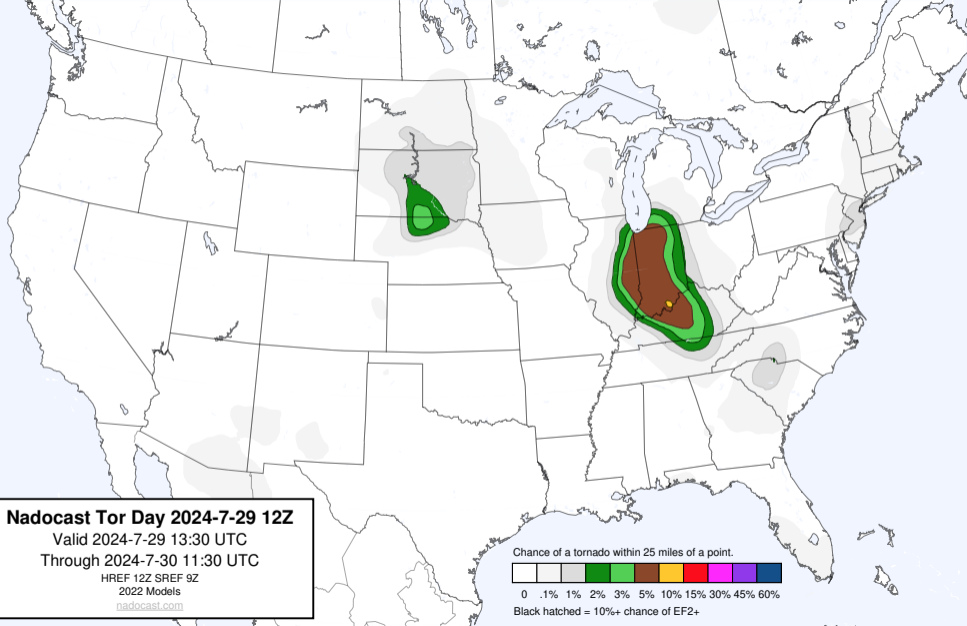 Nadocast Tor Day 2024-7-29 12Z
Valid 2024-7-29 13:30 UTC
Through 2024-7-30 11:30 UTC
HREF 12Z SREF 9Z
2022 Models
nadocast.com
Chance of a tornado within 25 miles of a point.
0 .1% 1% 2% 3% 5% 10% 15% 30% 45% 60%
Black hatched = 10%+ chance of EF2+